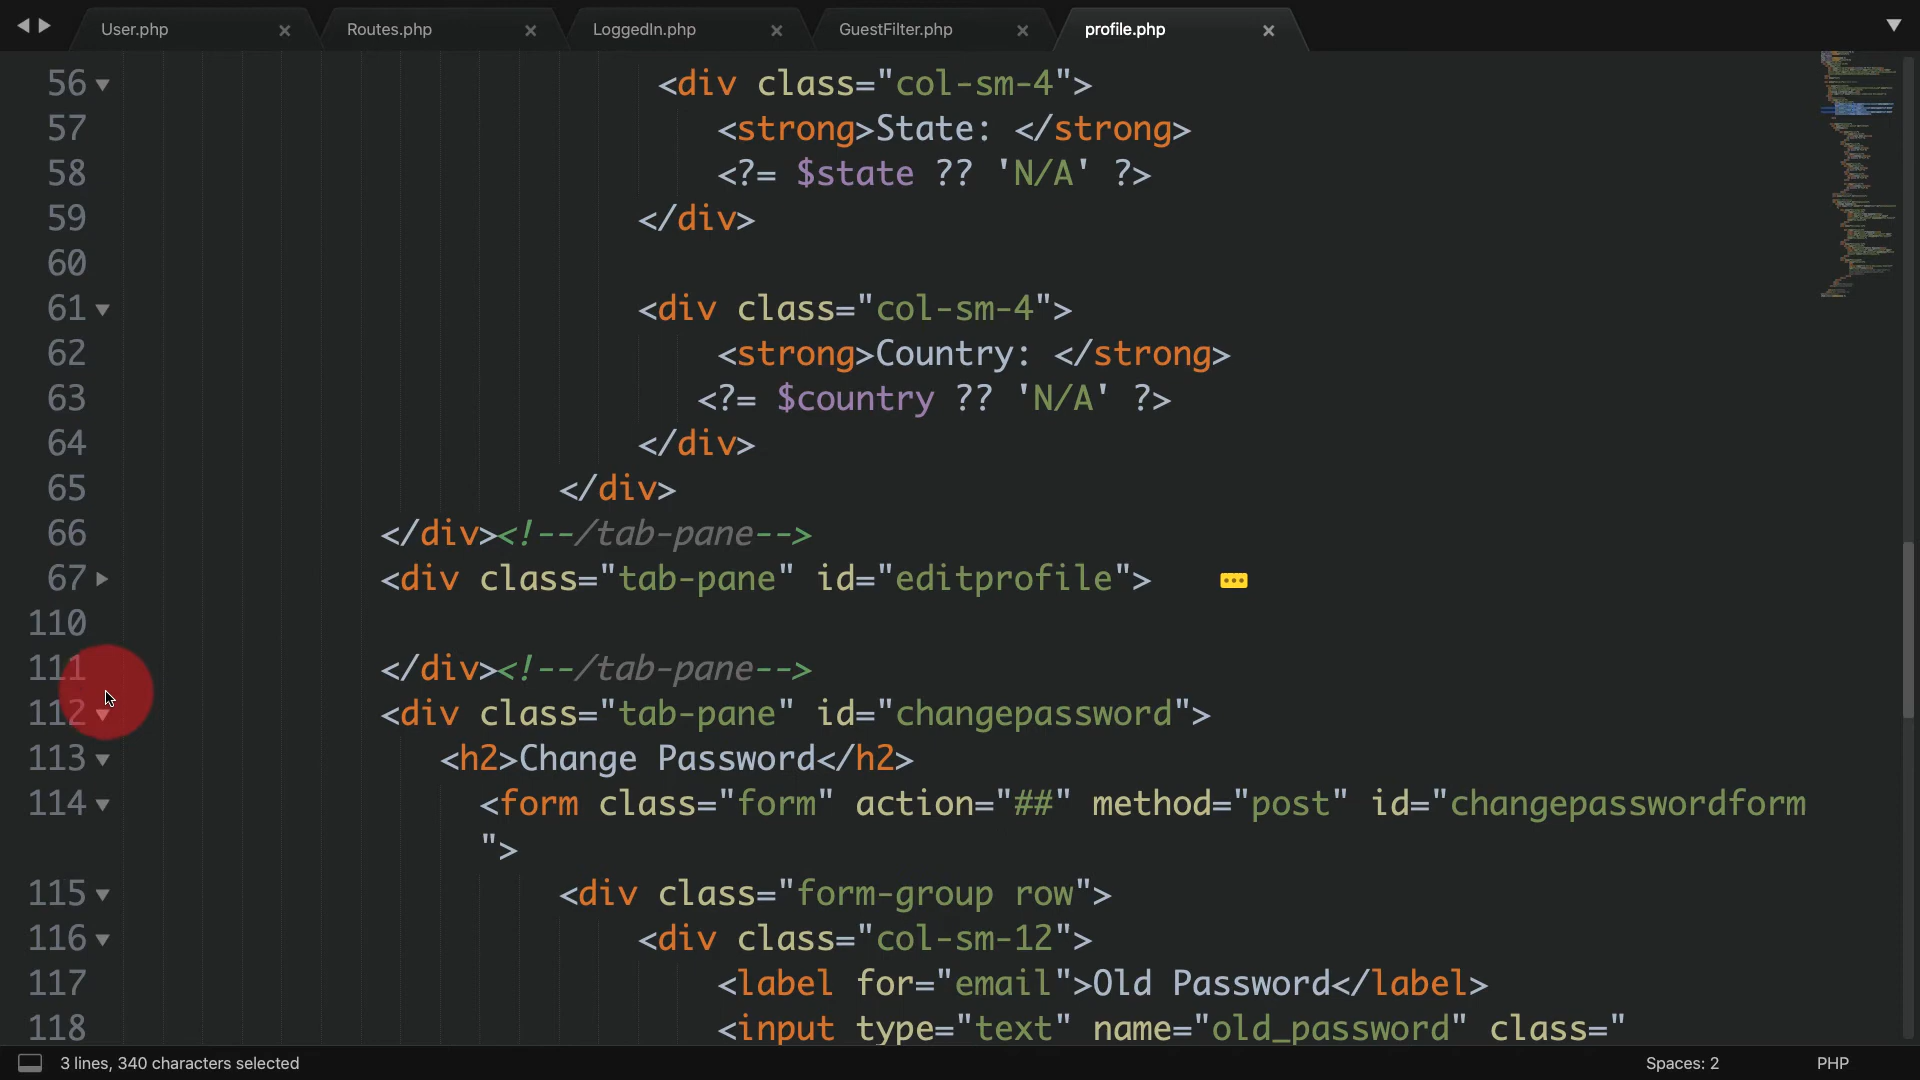 User.php × Routes.php × LoggedIn.php × GuestFilter.php × profile.php ×
56 <div class="col-sm-4">
57 <strong>State: </strong>
58 <?= $state ?? 'N/A' ?>
59 </div>
60
61 <div class="col-sm-4">
62 <strong>Country: </strong>
63 <?= $country ?? 'N/A' ?>
64 </div>
65 </div>
66 </div><!--/tab-pane-->
67 <div class="tab-pane" id="editprofile">
110
111 </div><!--/tab-pane-->
112 <div class="tab-pane" id="changepassword">
113 <h2>Change Password</h2>
114 <form class="form" action="##" method="post" id="changepasswordform
">
115 <div class="form-group row">
116 <div class="col-sm-12">
117 <label for="email">Old Password</label>
118 <input type="text" name="old_password" class="
3 lines, 340 characters selected Spaces: 2 PHP